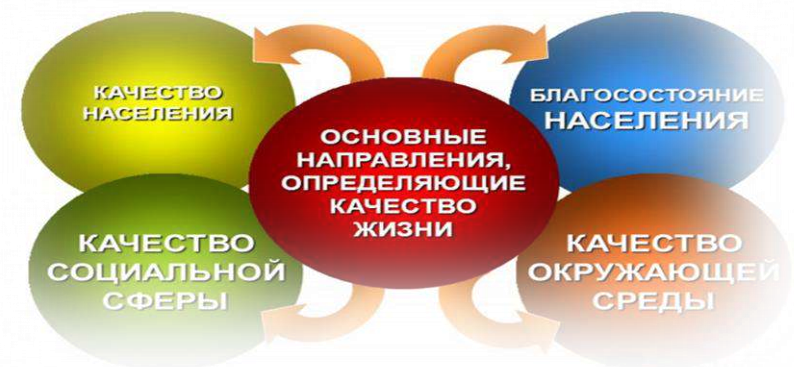 КАЧЕСТВО
НАСЕЛЕНИЯ
БЛАГОСОСТОЯНИЕ
НАСЕЛЕНИЯ
ОСНОВНЫЕ
НАПРАВЛЕНИЯ,
ОПРЕДЕЛЯЮЩИЕ
КАЧЕСТВО
ЖИЗНИ
КАЧЕСТВО
СОЦИАЛЬНОЙ
СФЕРЫ
КАЧЕСТВО
ОКРУЖАЮЩЕЙ
СРЕДЫ